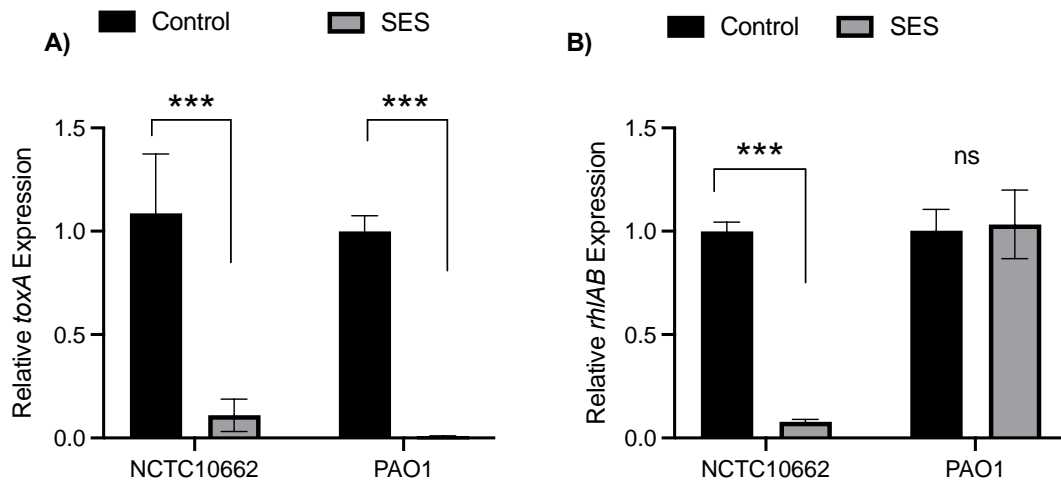 A)
Control
SES
***
***
1.5
1.0
0.5
0.0
Relative toxA Expression
NCTC10662
PAO1
B)
Control
SES
***
ns
1.5
1.0
0.5
0.0
Relative rhlAB Expression
NCTC10662
PAO1